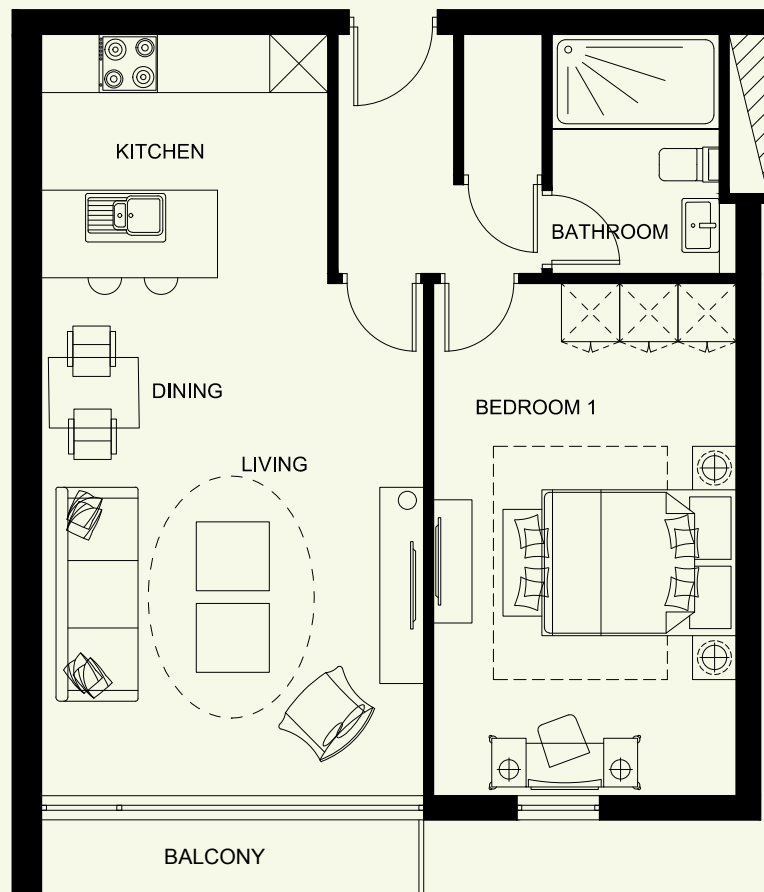 KITCHEN
BATHROOM
DINING
BEDROOM 1
LIVING
BALCONY